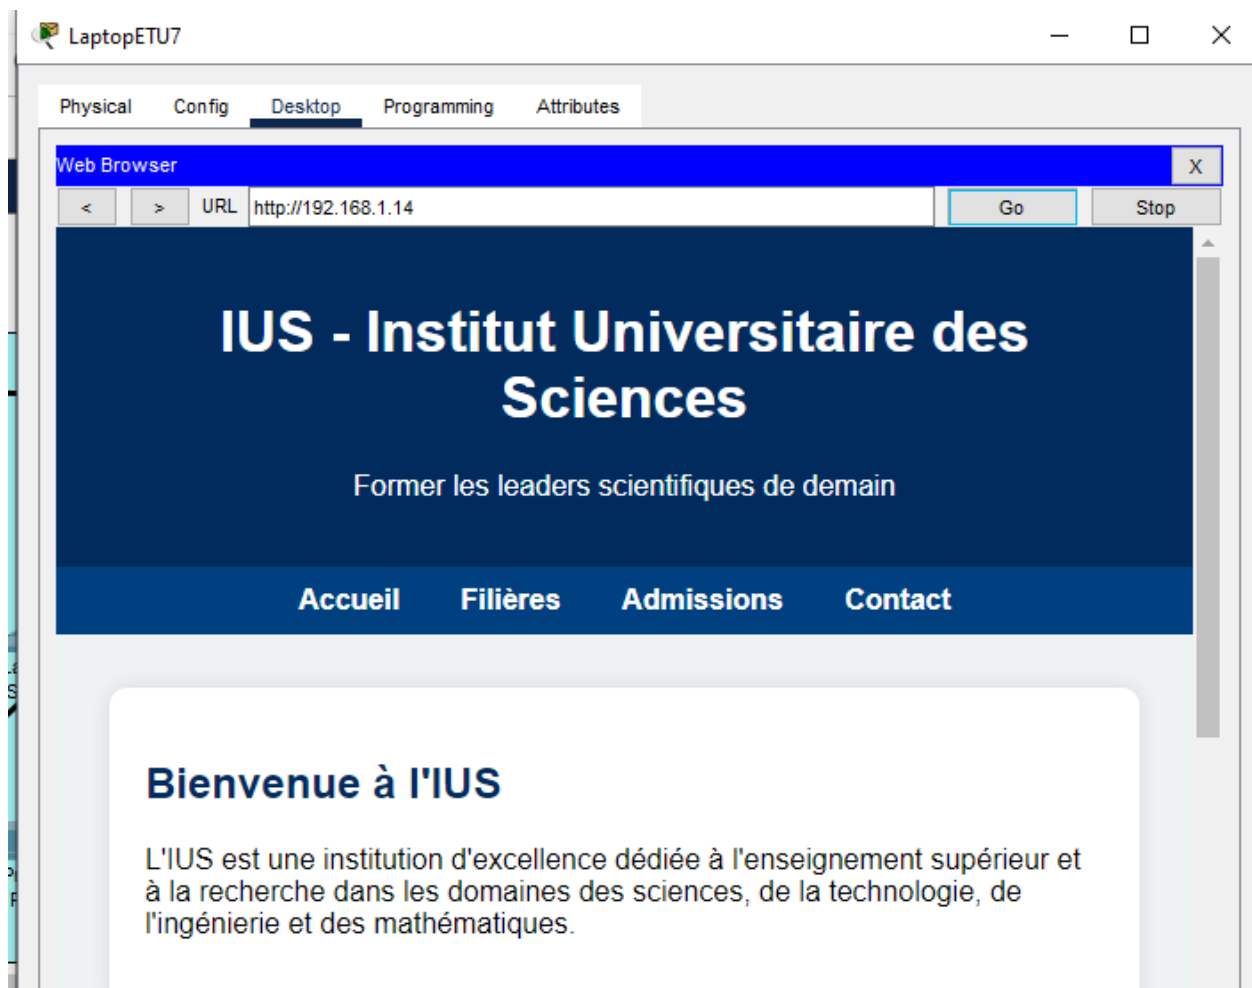 LaptopETU7
Physical Config Desktop Programming Attributes
Web Browser X
< > URL http://192.168.1.14 Go Stop
IUS - Institut Universitaire des
Sciences
Former les leaders scientifiques de demain
Accueil Filières Admissions Contact
Bienvenue à l'IUS
L'IUS est une institution d'excellence dédiée à l'enseignement supérieur et
à la recherche dans les domaines des sciences, de la technologie, de
l'ingénierie et des mathématiques.